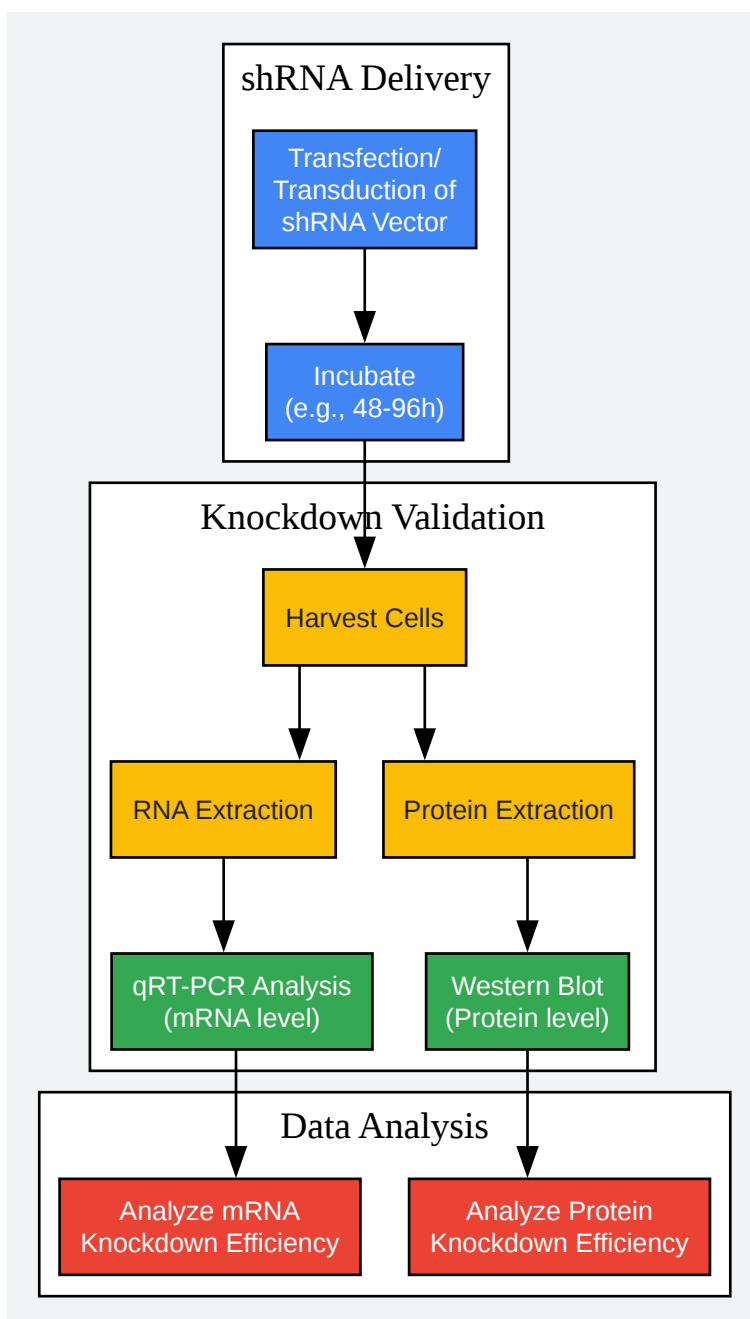 shRNA Delivery
Transfection/
Transduction of
shRNA Vector
Incubate
(e.g., 48-96h)
Knockdown Validation
Harvest Cells
RNA Extraction
Protein Extraction
qRT-PCR Analysis
(mRNA level)
Western Blot
(Protein level)
Data Analysis
Analyze mRNA
Knockdown Efficiency
Analyze Protein
Knockdown Efficiency